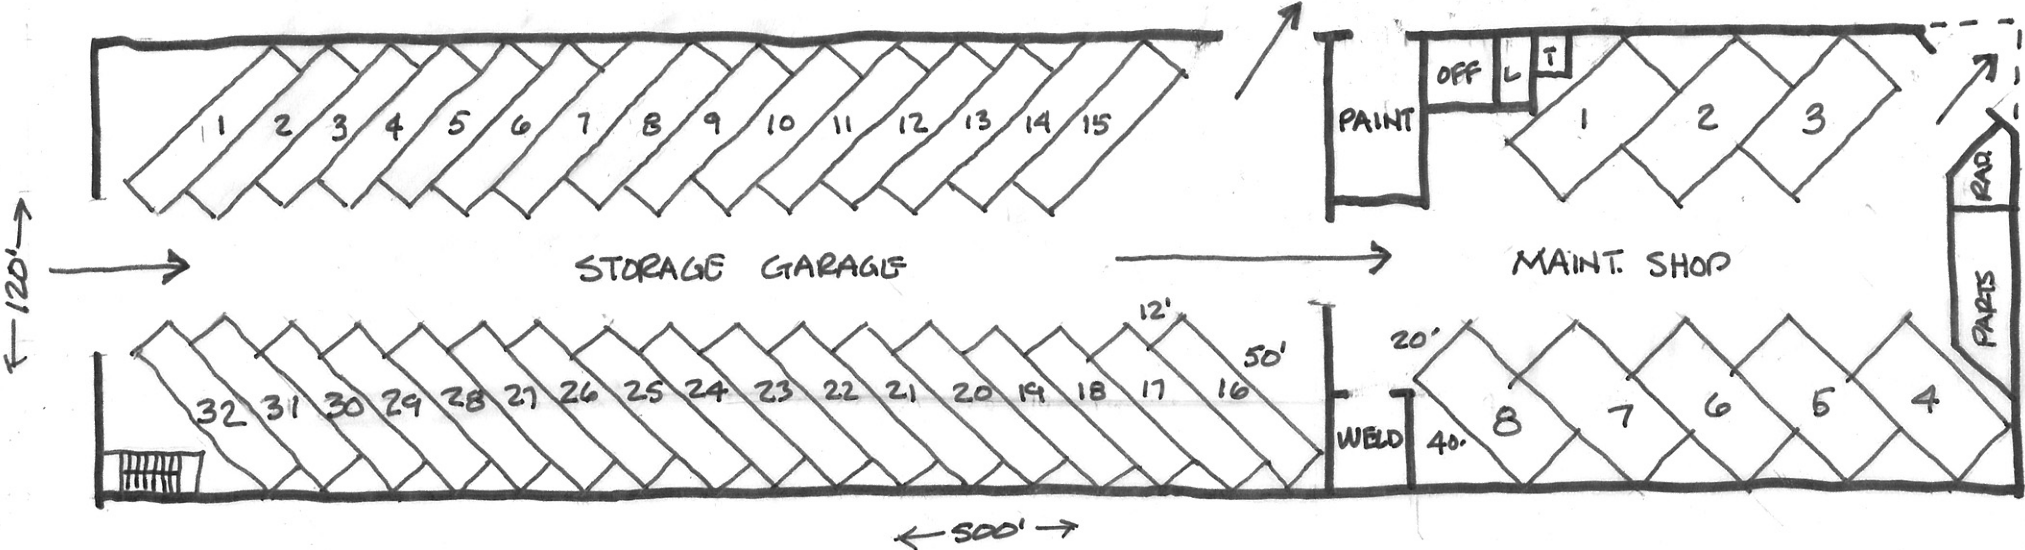 1 2 3 4 5 6 7 8 9 10 11 12 13 14 15
PAINT
OFF
L
T
1 2 3
RAD.
PARTS
120'
STORAGE GARAGE
MAINT. SHOP
12'
50'
20'
40'
32 31 30 29 28 27 26 25 24 23 22 21 20 19 18 17 16
WELD
8 7 6 5 4
500'